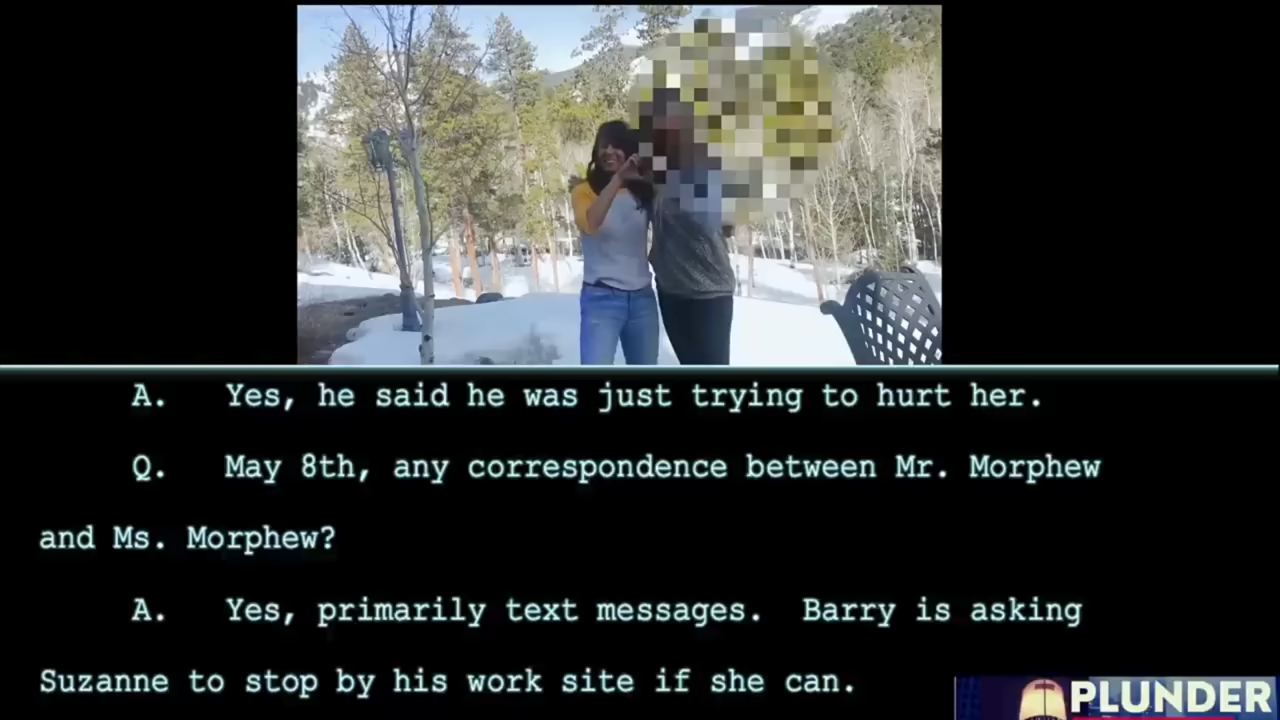 A. Yes, he said he was just trying to hurt her.
Q. May 8th, any correspondence between Mr. Morphew
and Ms. Morphew?
A. Yes, primarily text messages. Barry is asking
Suzanne to stop by his work site if she can.
PLUNDER